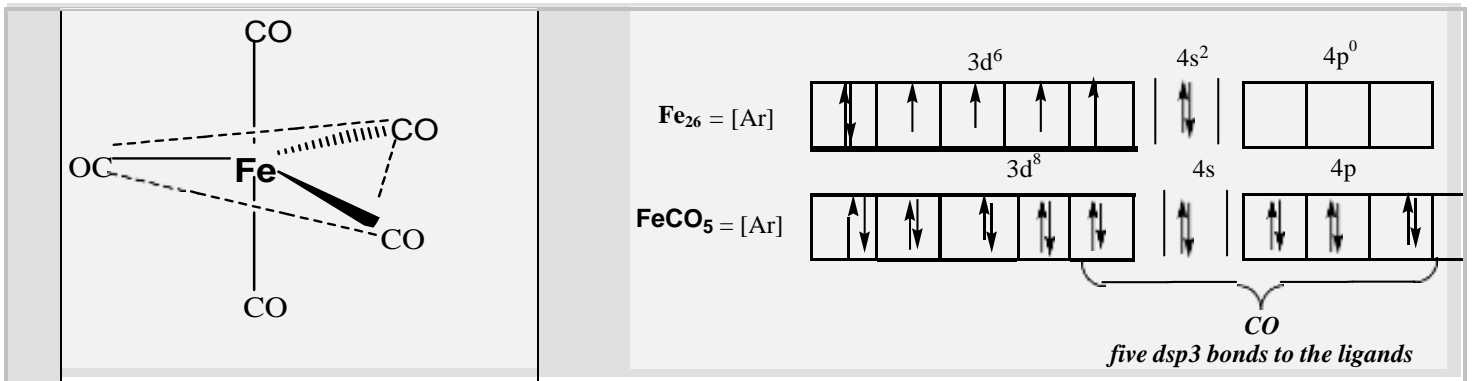 CO
CO
OC
Fe
CO
CO
3d⁶ 4s² 4p⁰
Fe₂₆ = [Ar]
3d⁸ 4s 4p
FeCO₅ = [Ar]
CO
five dsp3 bonds to the ligands